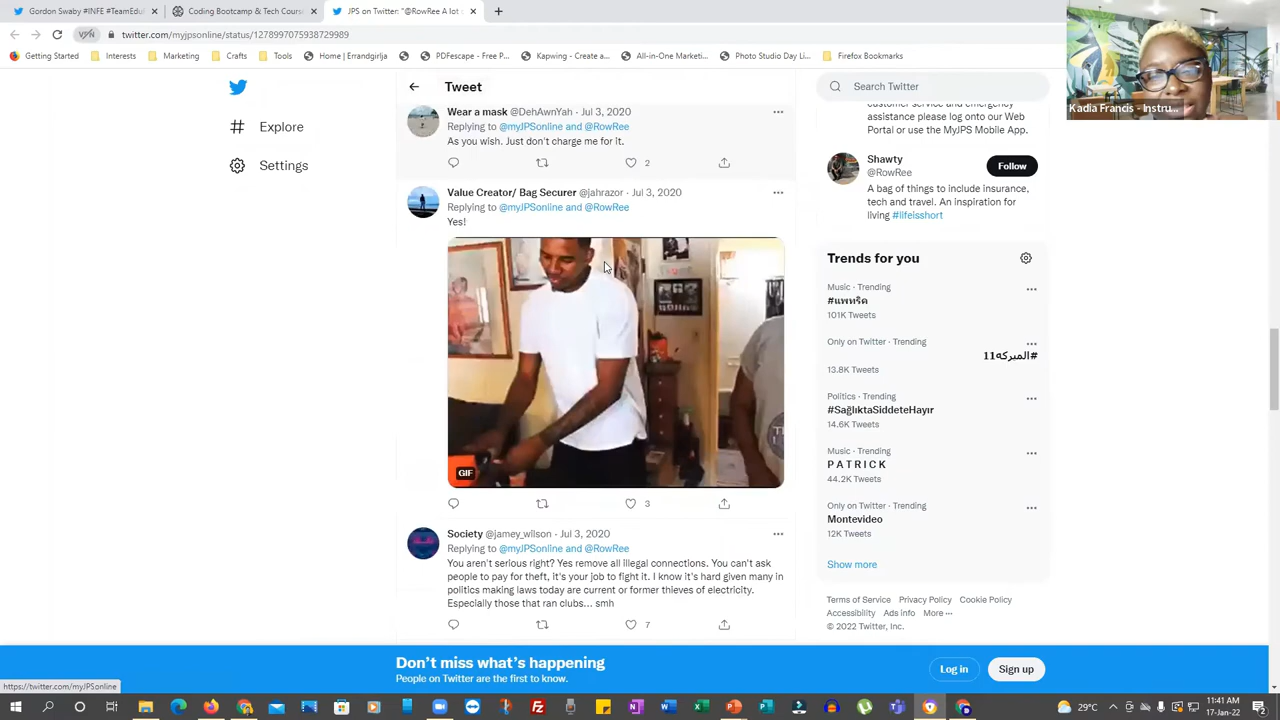 Gordon Swaby #INFE #TeamEdu
Coding Bootcamp & Tech Course
JPS on Twitter: "@RowRee A lot
twitter.com/myjpsonline/status/1278997075938729989
VPN
Getting Started
Interests
Marketing
Crafts
Tools
Home | Errandgirlja
PDFescape - Free P...
Kapwing - Create a...
All-in-One Marketi...
Photo Studio Day Li...
Firefox Bookmarks
Kadia Francis - Instru...
Explore
Settings
Tweet
Wear a mask @DehAwnYah · Jul 3, 2020
Replying to @myJPSonline and @RowRee
As you wish. Just don't charge me for it.
2
Value Creator/ Bag Securer @jahrazor · Jul 3, 2020
Replying to @myJPSonline and @RowRee
Yes!
GIF
3
Society @jamey_wilson · Jul 3, 2020
Replying to @myJPSonline and @RowRee
You aren't serious right? Yes remove all illegal connections. You can't ask
people to pay for theft, it's your job to fight it. I know it's hard given many in
politics making laws today are current or former thieves of electricity.
Especially those that ran clubs... smh
7
Search Twitter
customer service and emergency
assistance please log onto our Web
Portal or use the MyJPS Mobile App.
Shawty
@RowRee
Follow
A bag of things to include insurance,
tech and travel. An inspiration for
living #lifeisshort
Trends for you
Music · Trending
#แพทริค
101K Tweets
Only on Twitter · Trending
#المبركه11
13.8K Tweets
Politics · Trending
#SağlıktaSiddeteHayır
14.6K Tweets
Music · Trending
P A T R I C K
44.2K Tweets
Only on Twitter · Trending
Montevideo
12K Tweets
Show more
Terms of Service Privacy Policy Cookie Policy
Accessibility Ads info More ···
© 2022 Twitter, Inc.
Don't miss what's happening
People on Twitter are the first to know.
Log in
Sign up
https://twitter.com/myJPSonline
29°C
11:41 AM
17-Jan-22
2